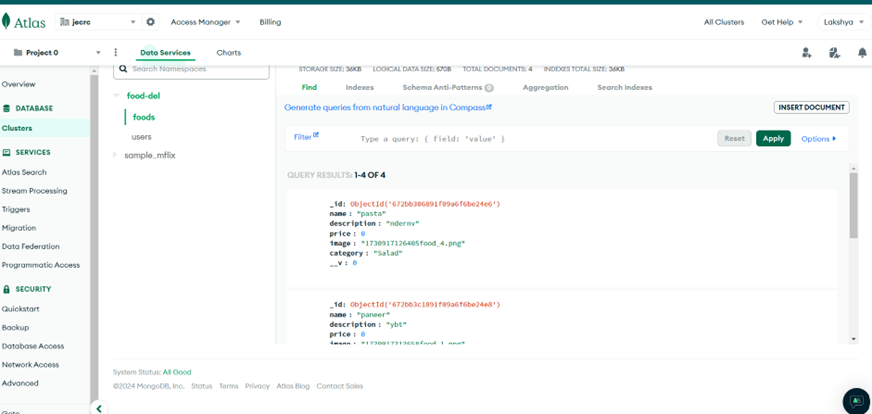 Atlas
jecrc
Access Manager
Billing
All Clusters
Get Help
Lakshya
Project 0
Data Services
Charts
Overview
DATABASE
Clusters
SERVICES
Atlas Search
Stream Processing
Triggers
Migration
Data Federation
Programmatic Access
SECURITY
Quickstart
Backup
Database Access
Network Access
Advanced
Goto
Search Namespaces
food-del
foods
users
sample_mflix
STORAGE SIZE: 36KB LOGICAL DATA SIZE: 670B TOTAL DOCUMENTS: 4 INDEXES TOTAL SIZE: 36KB
Find
Indexes
Schema Anti-Patterns 0
Aggregation
Search Indexes
Generate queries from natural language in Compass
INSERT DOCUMENT
Filter
Type a query: { field: 'value' }
Reset
Apply
Options
QUERY RESULTS: 1-4 OF 4
_id: ObjectId('672bb306891f09a6f6be24e6')
name : "pasta"
description : "ndernv"
price : 0
image : "1730917126405food_4.png"
category : "Salad"
__v : 0
_id: ObjectId('672bb3c1891f09a6f6be24e8')
name : "paneer"
description : "ybt"
price : 0
image : "1730917313658food_1.png"
System Status: All Good
©2024 MongoDB, Inc. Status Terms Privacy Atlas Blog Contact Sales